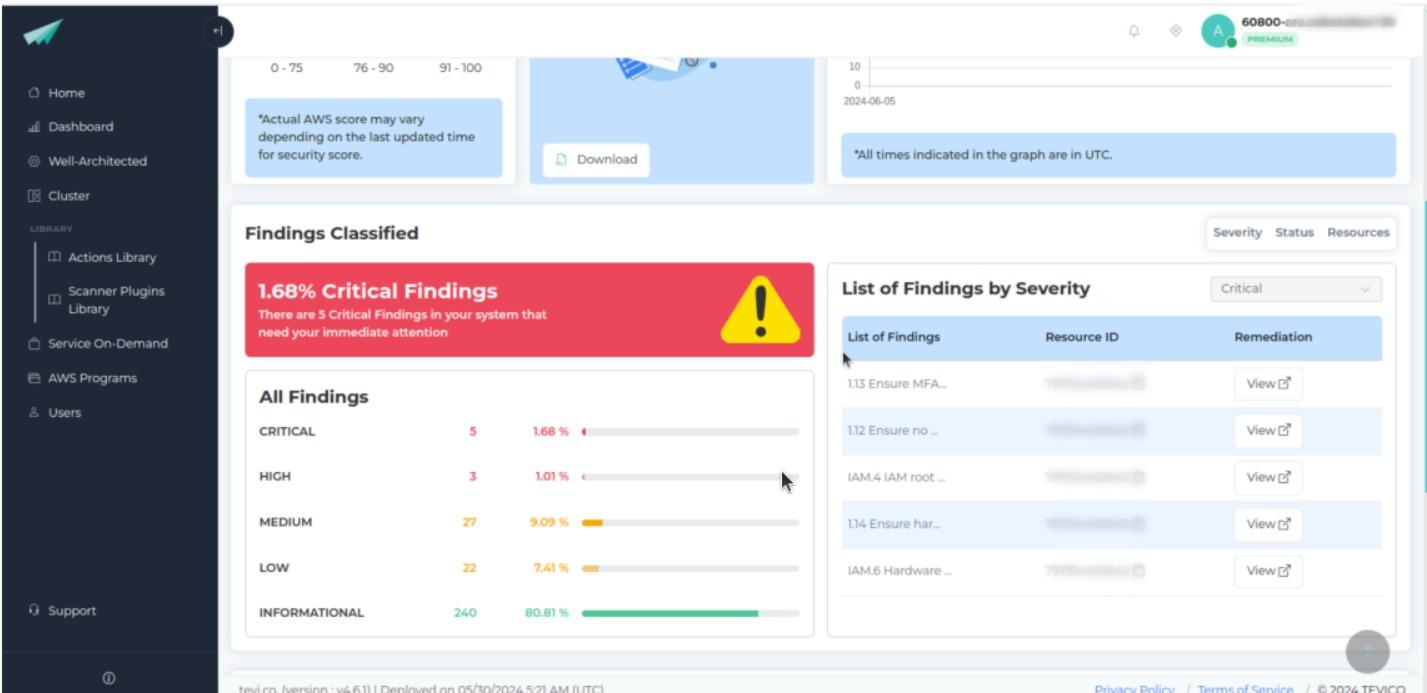 60800-
A
PREMIUM
Home
Dashboard
Well-Architected
Cluster
LIBRARY
Actions Library
Scanner Plugins
Library
Service On-Demand
AWS Programs
Users
Support
0 - 75 76 - 90 91 - 100
*Actual AWS score may vary
depending on the last updated time
for security score.
Download
10
0
2024-06-05
*All times indicated in the graph are in UTC.
Findings Classified
Severity Status Resources
1.68% Critical Findings
There are 5 Critical Findings in your system that
need your immediate attention
All Findings
CRITICAL 5 1.68 %
HIGH 3 1.01 %
MEDIUM 27 9.09 %
LOW 22 7.41 %
INFORMATIONAL 240 80.81 %
List of Findings by Severity
Critical
List of Findings Resource ID Remediation
1.13 Ensure MFA... View
1.12 Ensure no ... View
IAM.4 IAM root ... View
1.14 Ensure har... View
IAM.6 Hardware ... View
tevi.co. (version : v4.6.1) | Deployed on 05/30/2024 5:21 AM (UTC)
Privacy Policy / Terms of Service / © 2024 TEVICO